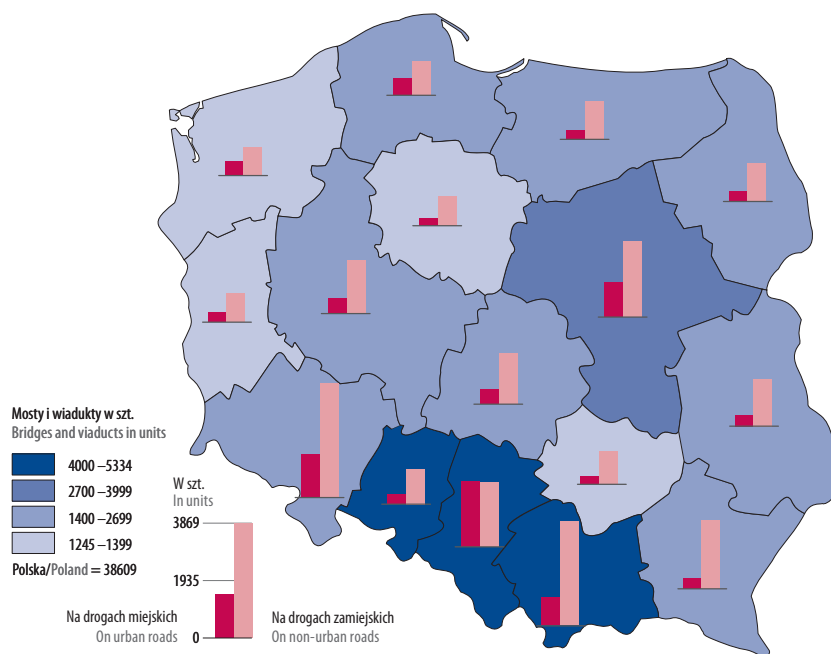 Mosty i wiadukty w szt.
Bridges and viaducts in units
4000 –5334
2700 –3999
1400 –2699
1245 –1399
Polska/Poland = 38609
W szt.
In units
3869
1935
0
Na drogach miejskich
On urban roads
Na drogach zamiejskich
On non-urban roads